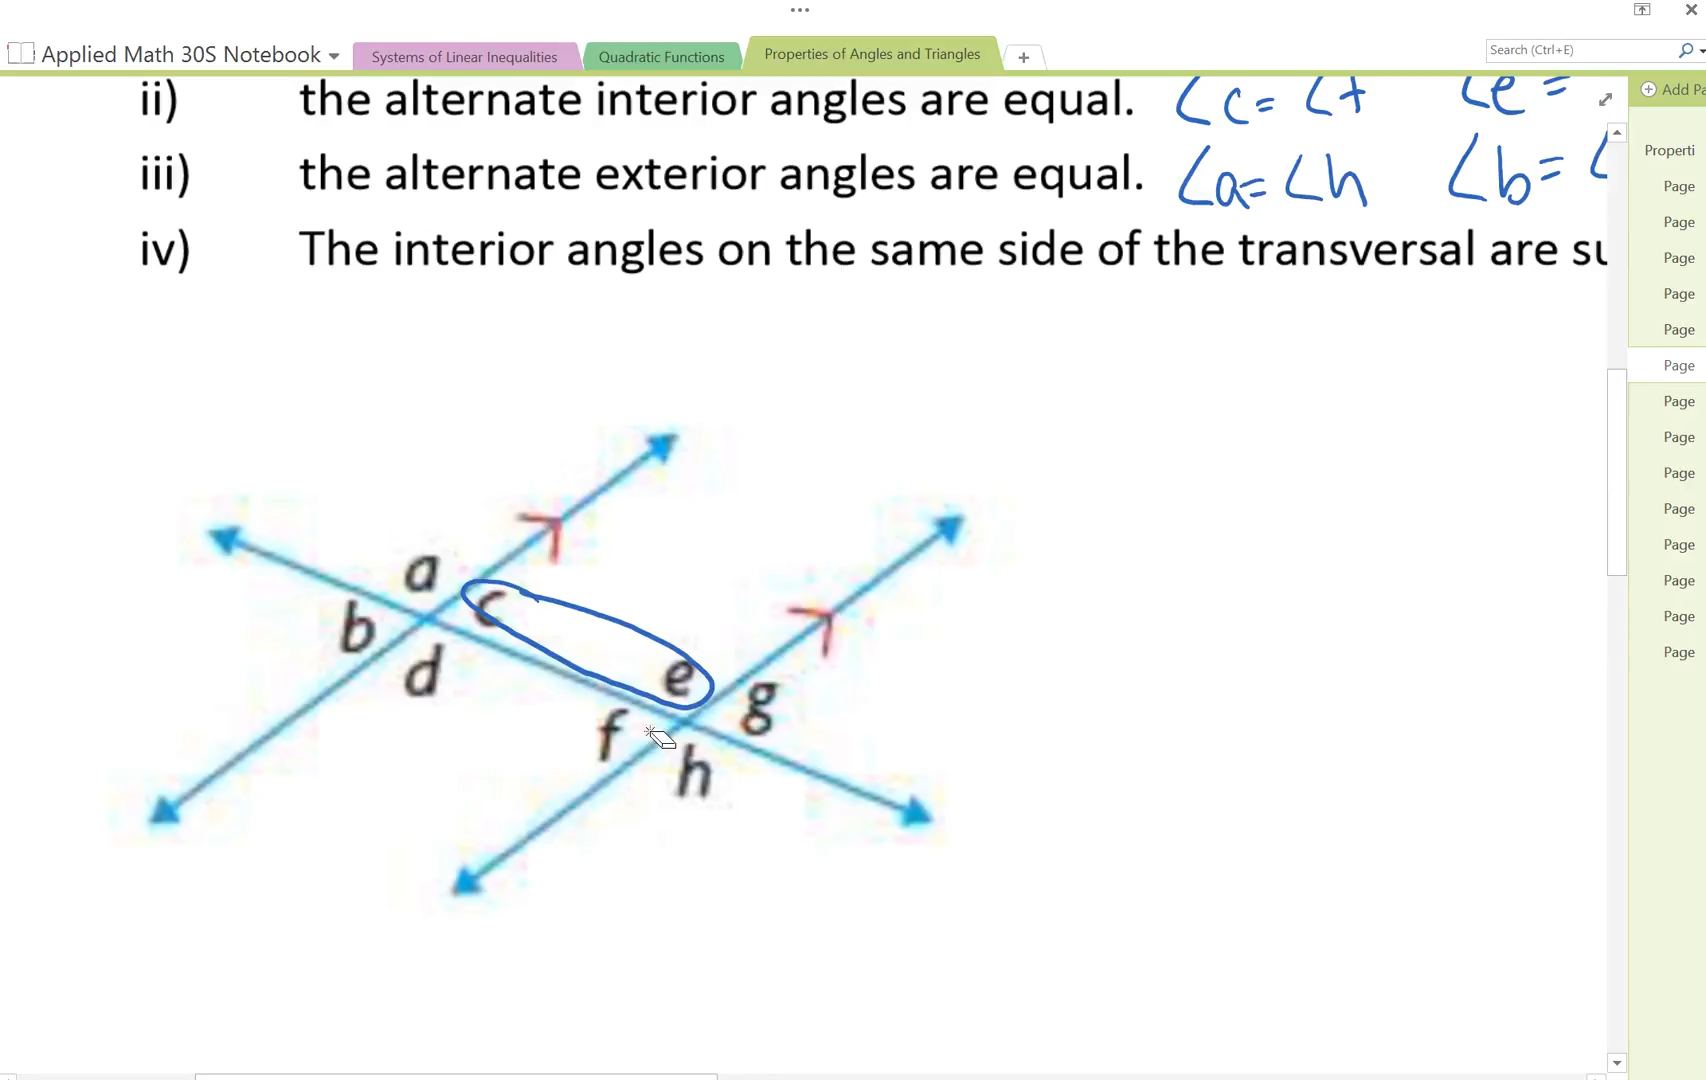 Applied Math 30S Notebook
Systems of Linear Inequalities
Quadratic Functions
Properties of Angles and Triangles
Search (Ctrl+E)
Add Pa
ii) the alternate interior angles are equal. ∠c= ∠f ∠e=
iii) the alternate exterior angles are equal. ∠a= ∠h ∠b= ∠
iv) The interior angles on the same side of the transversal are su
a
b
c
d
e
f
g
h
Properti
Page
Page
Page
Page
Page
Page
Page
Page
Page
Page
Page
Page
Page
Page